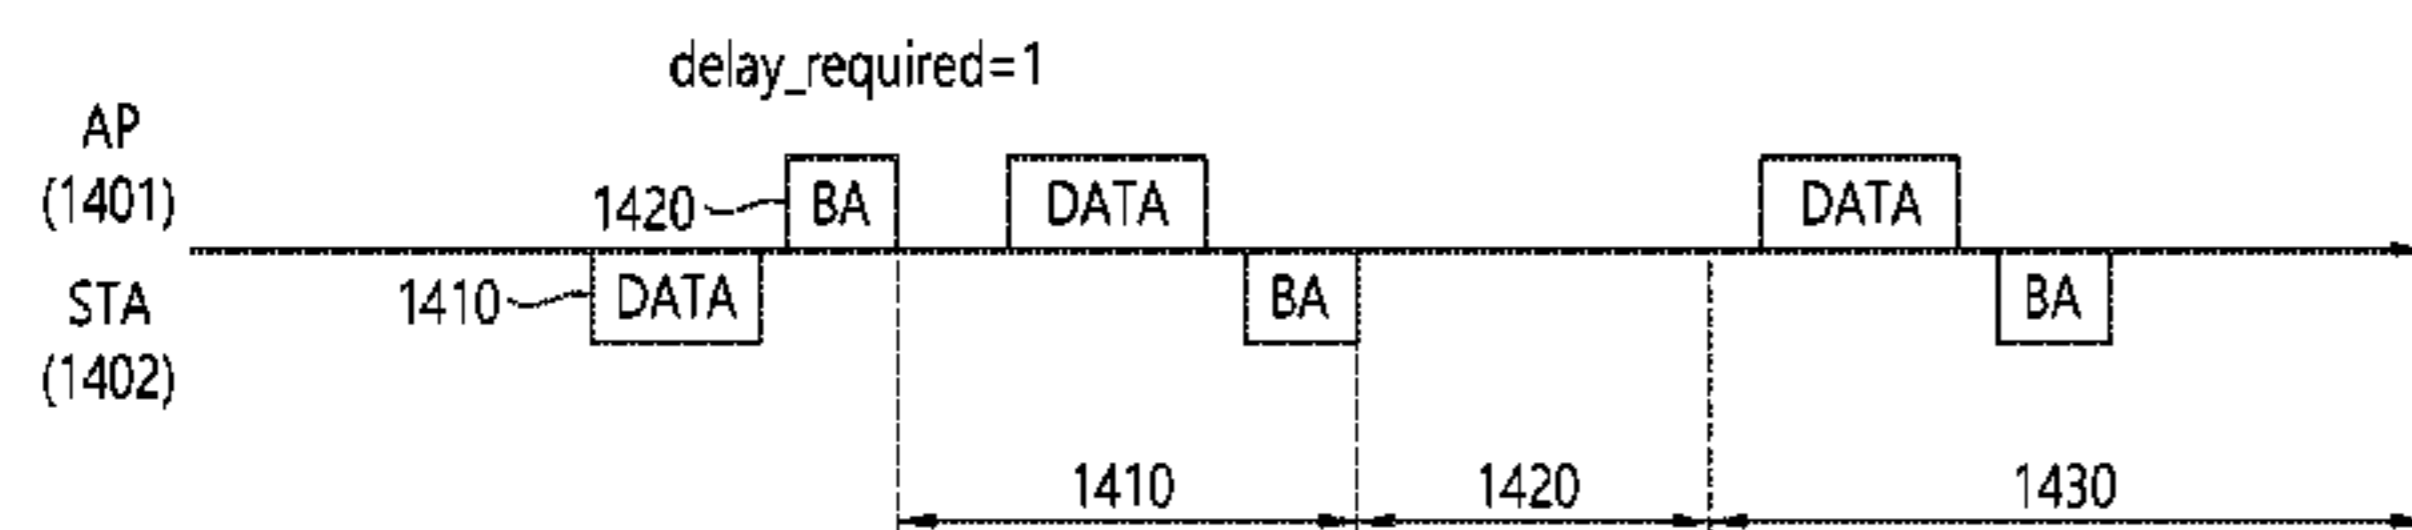 delay_required=1
AP
(1401)
1420
BA
DATA
DATA
STA
(1402)
1410
DATA
BA
BA
1410
1420
1430